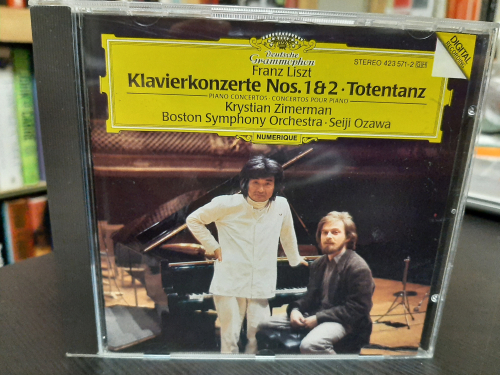 Deutsche
Grammophon
STEREO 423 571-2 GH
DIGITAL
Franz Liszt
Klavierkonzerte Nos. 1 & 2 · Totentanz
PIANO CONCERTOS · CONCERTOS POUR PIANO
Krystian Zimerman
Boston Symphony Orchestra · Seiji Ozawa
NUMERIQUE